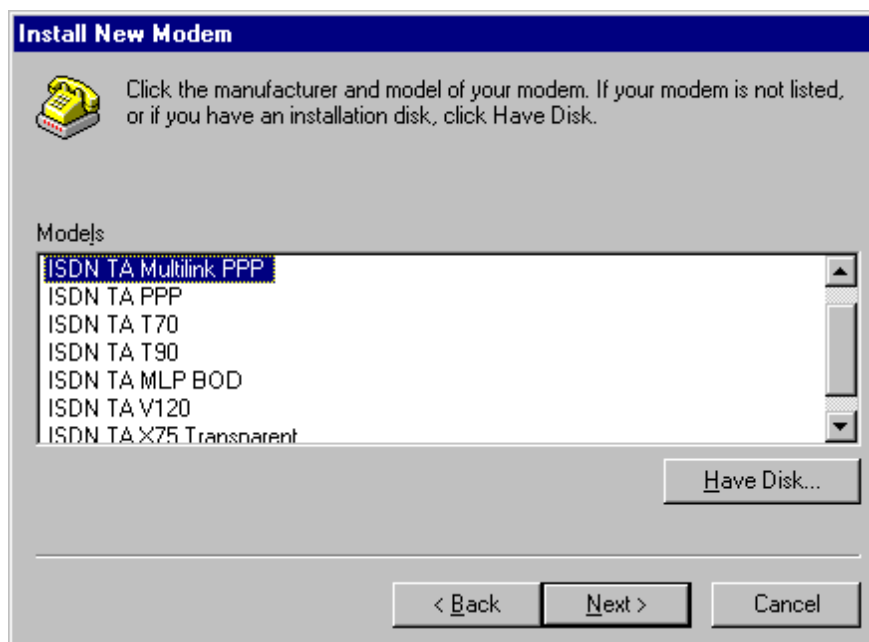 Install New Modem
Click the manufacturer and model of your modem. If your modem is not listed,
or if you have an installation disk, click Have Disk.
Models
ISDN TA Multilink PPP
ISDN TA PPP
ISDN TA T70
ISDN TA T90
ISDN TA MLP BOD
ISDN TA V120
ISDN TA X75 Transparent
Have Disk...
< Back
Next >
Cancel